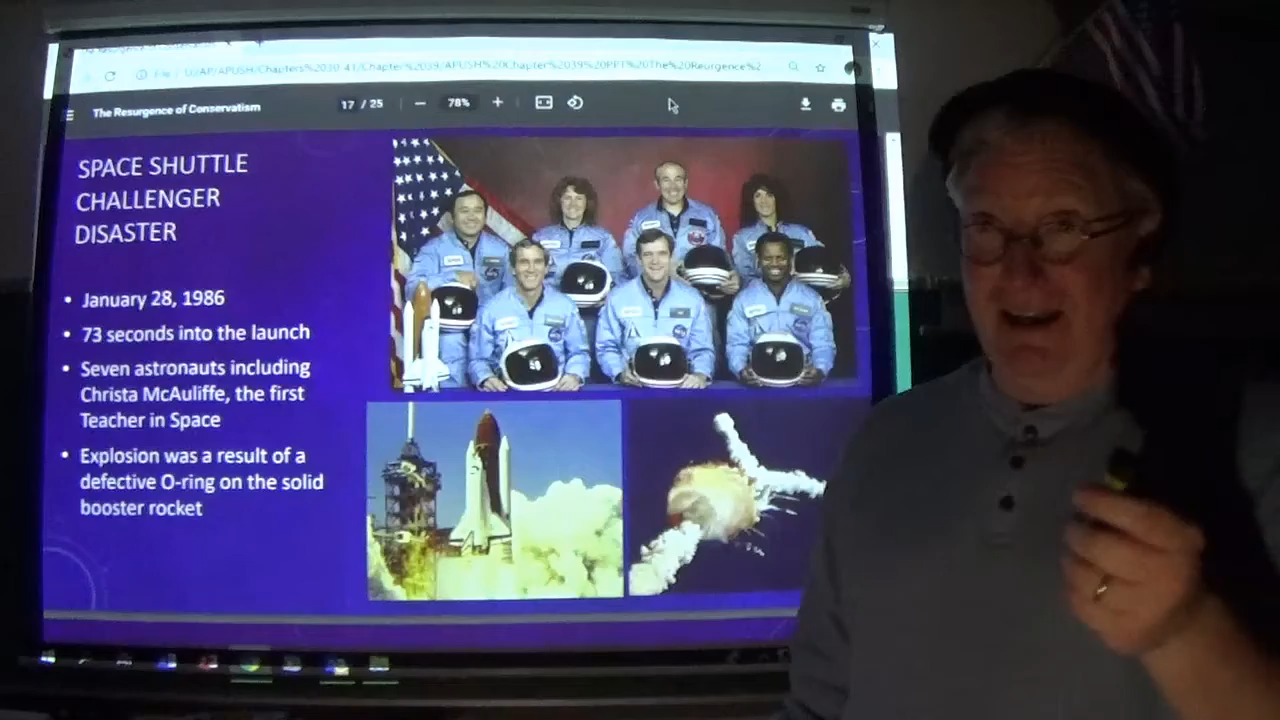 The Resurgence of Conservatism
17 / 25
78%
SPACE SHUTTLE
CHALLENGER
DISASTER
• January 28, 1986
• 73 seconds into the launch
• Seven astronauts including
Christa McAuliffe, the first
Teacher in Space
• Explosion was a result of a
defective O-ring on the solid
booster rocket